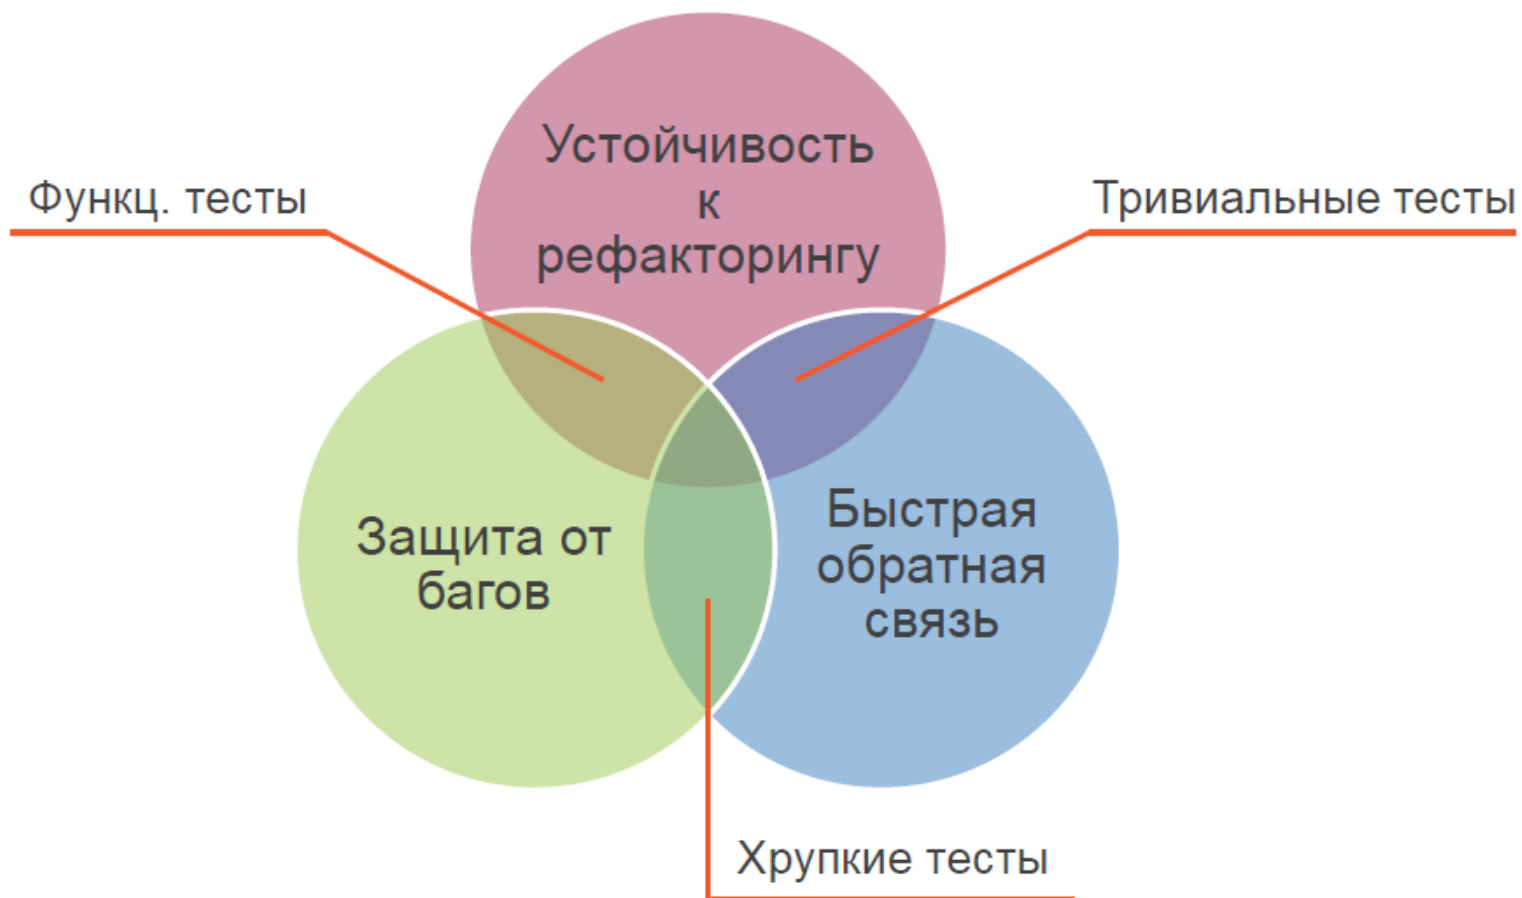 Устойчивость
к
рефакторингу
Функц. тесты
Тривиальные тесты
Защита от
багов
Быстрая
обратная
связь
Хрупкие тесты